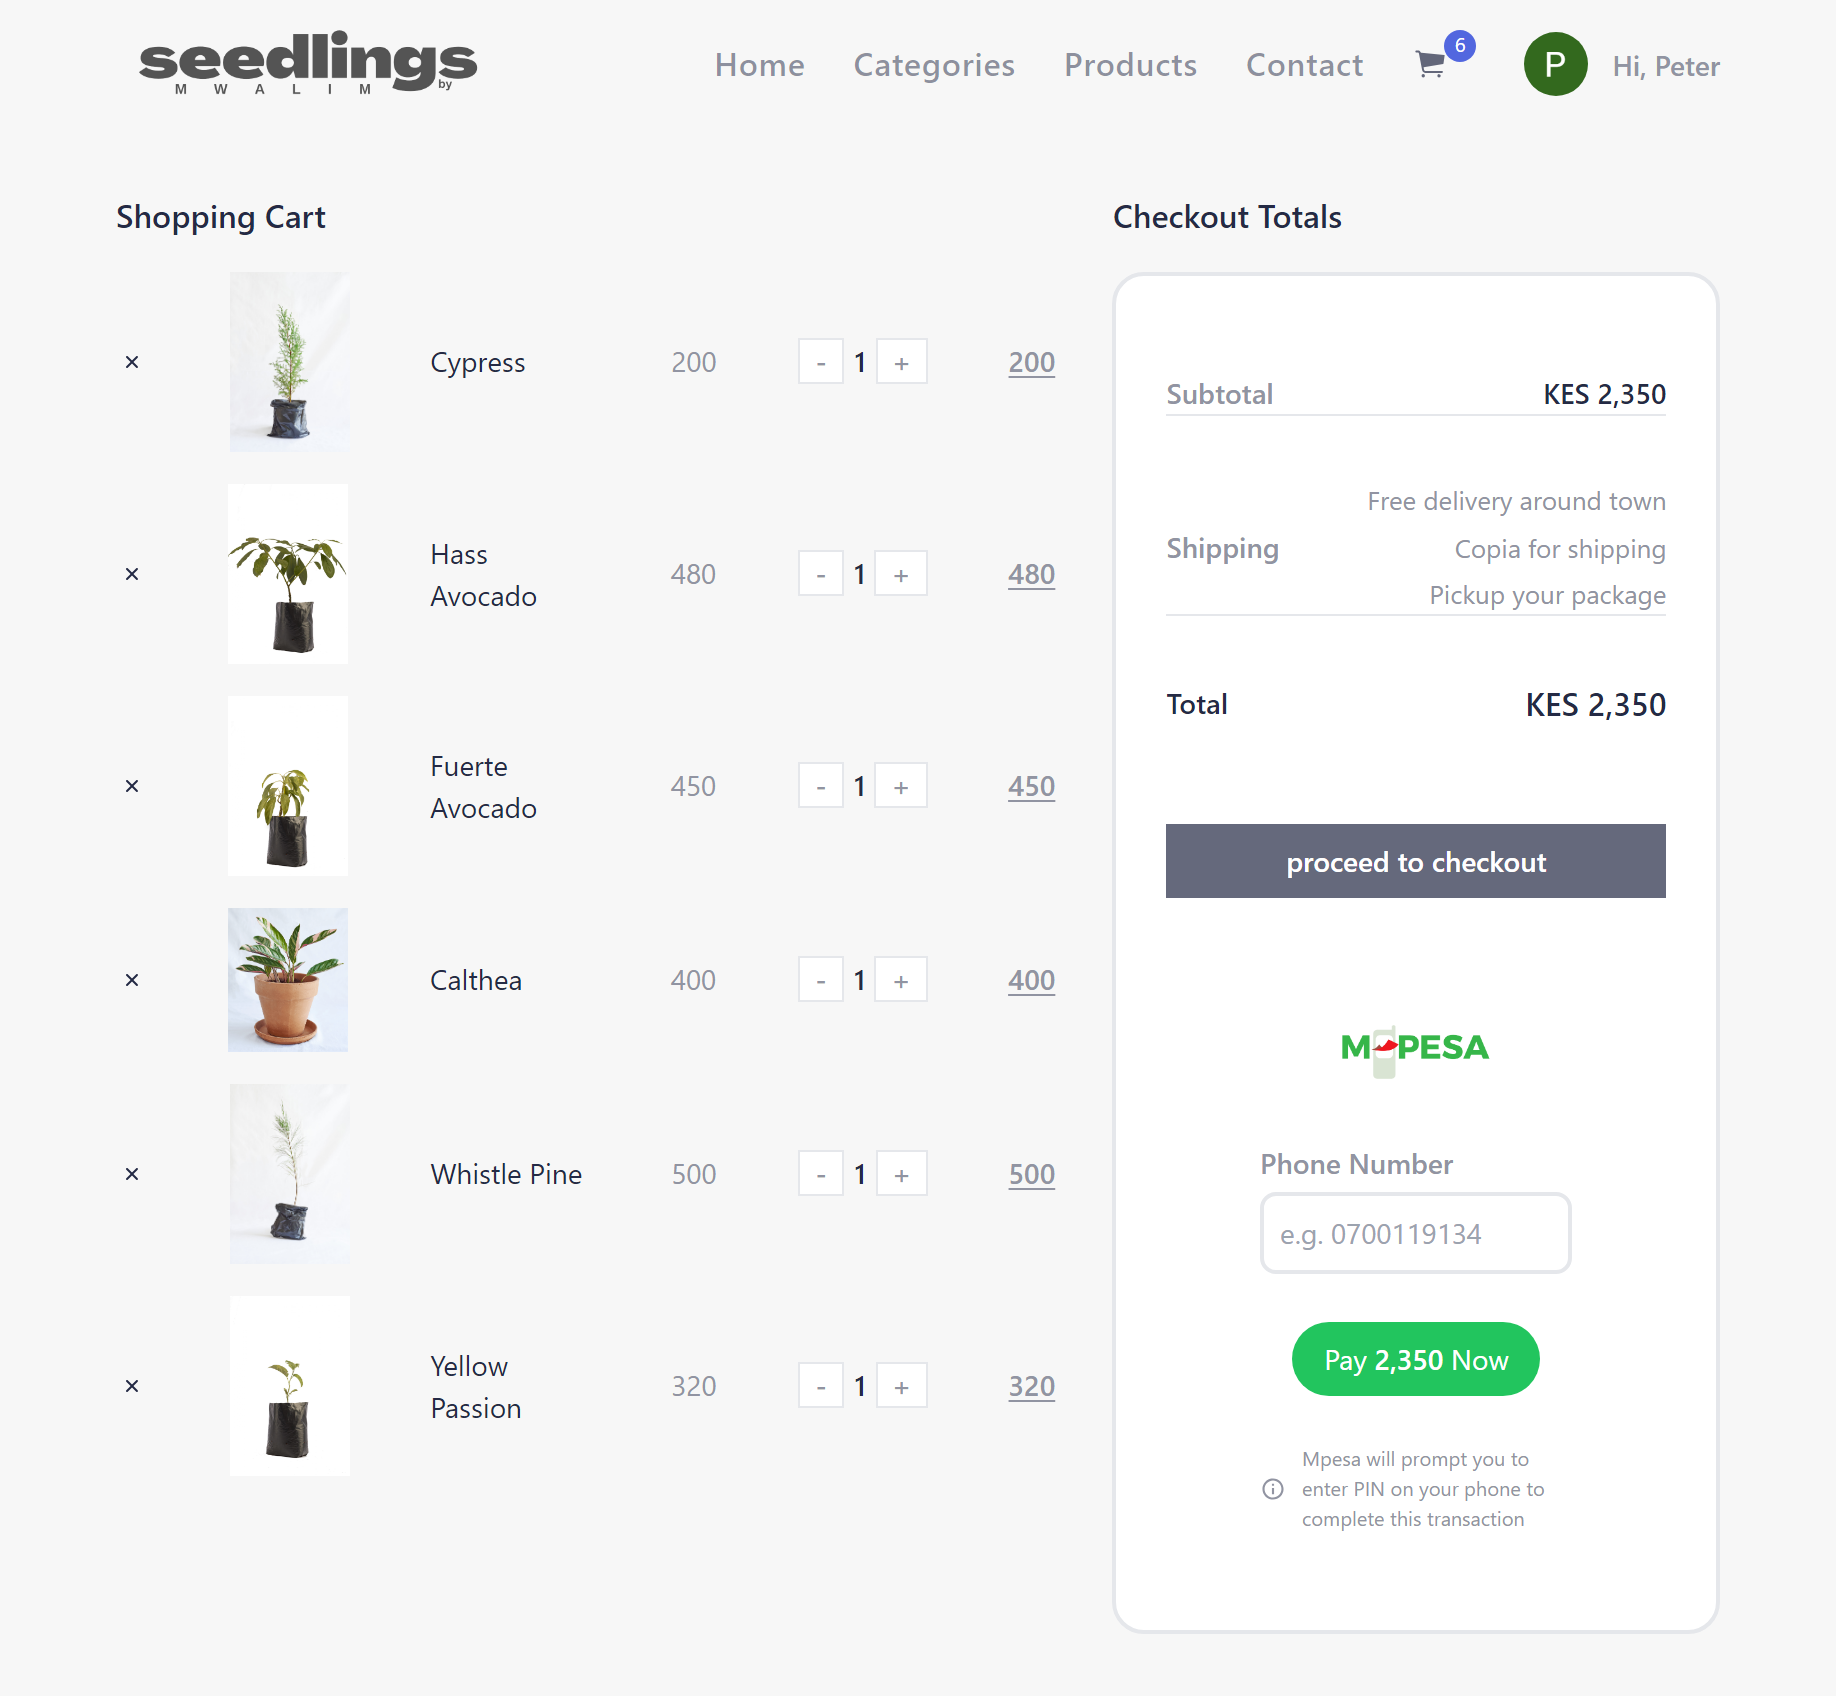 seedlings
by
MWALIM
Home Categories Products Contact 6 P Hi, Peter
Shopping Cart
× Cypress 200 - 1 + 200
× Hass Avocado 480 - 1 + 480
× Fuerte Avocado 450 - 1 + 450
× Calthea 400 - 1 + 400
× Whistle Pine 500 - 1 + 500
× Yellow Passion 320 - 1 + 320
Checkout Totals
Subtotal KES 2,350
Shipping
Free delivery around town
Copia for shipping
Pickup your package
Total KES 2,350
proceed to checkout
M-PESA
Phone Number
e.g. 0700119134
Pay 2,350 Now
Mpesa will prompt you to
enter PIN on your phone to
complete this transaction